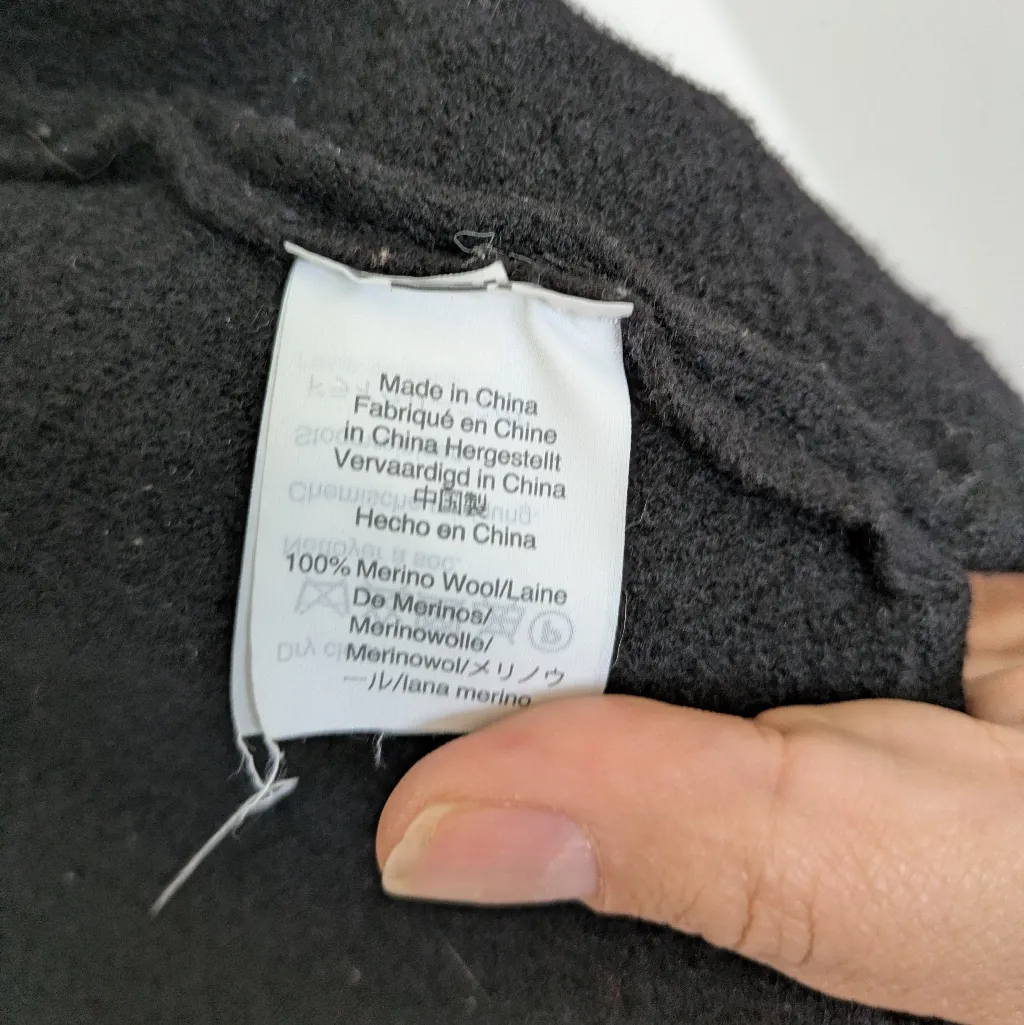 Made in China
Fabriqué en Chine
in China Hergestellt
Vervaardigd in China
中国製
Hecho en China
100% Merino Wool/Laine
De Merinos/
Merinowolle/
Merinowol/メリノウ
ール/lana merino